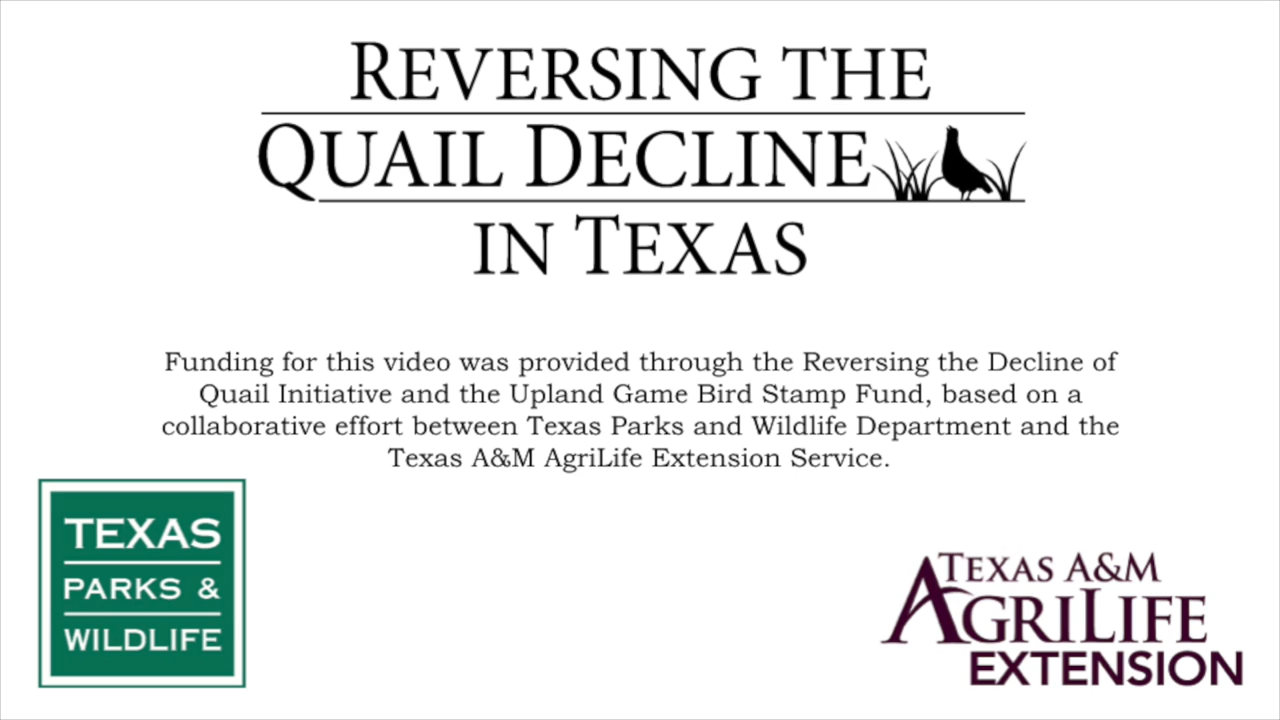 REVERSING THE
QUAIL DECLINE
IN TEXAS
Funding for this video was provided through the Reversing the Decline of
Quail Initiative and the Upland Game Bird Stamp Fund, based on a
collaborative effort between Texas Parks and Wildlife Department and the
Texas A&M AgriLife Extension Service.
TEXAS
PARKS &
WILDLIFE
TEXAS A&M
AGRILIFE
EXTENSION